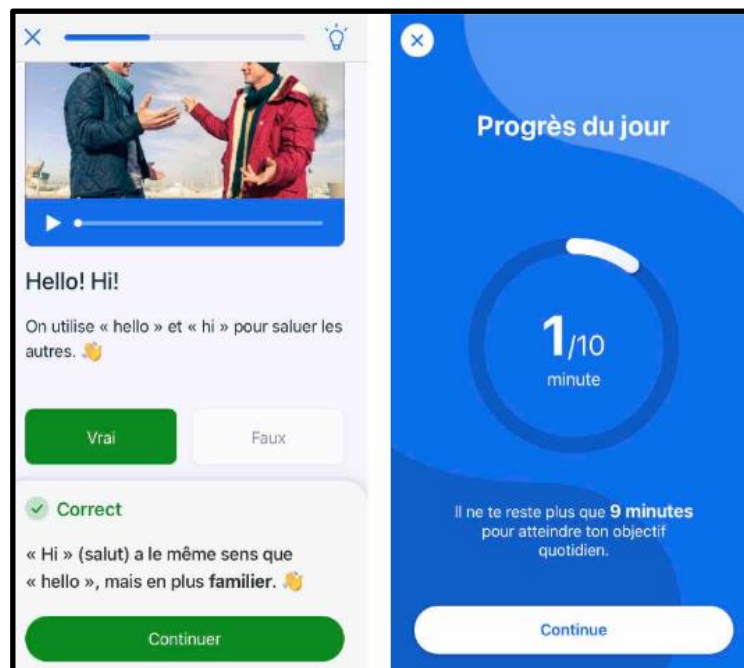 Hello! Hi!
On utilise « hello » et « hi » pour saluer les
autres. 👋
Vrai
Faux
Correct
« Hi » (salut) a le même sens que
« hello », mais en plus familier. 👋
Continuer
Progrès du jour
1/10
minute
Il ne te reste plus que 9 minutes
pour atteindre ton objectif
quotidien.
Continue